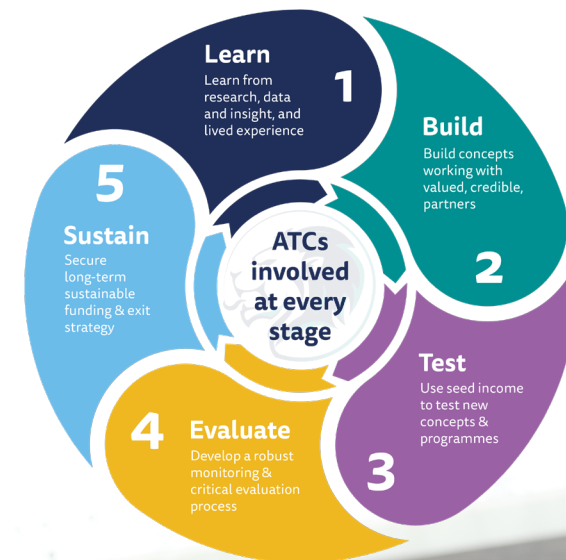 Learn
1
Learn from
research, data
and insight, and
lived experience
Build
Build concepts
working with
valued, credible,
partners
2
Test
Use seed income
to test new
concepts &
programmes
3
4
Evaluate
Develop a robust
monitoring &
critical evaluation
process
5
Sustain
Secure
long-term
sustainable
funding & exit
strategy
ATCs
involved
at every
stage